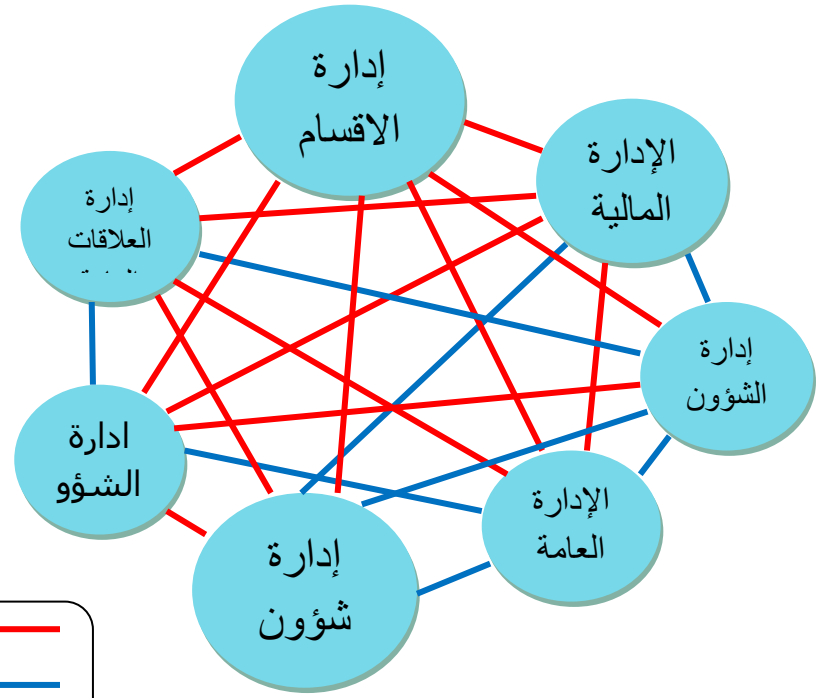 إدارة
الاقسام
الإدارة
المالية
إدارة
العلاقات
إدارة
الشؤون
ادارة
الشؤو
الإدارة
العامة
إدارة
شؤون